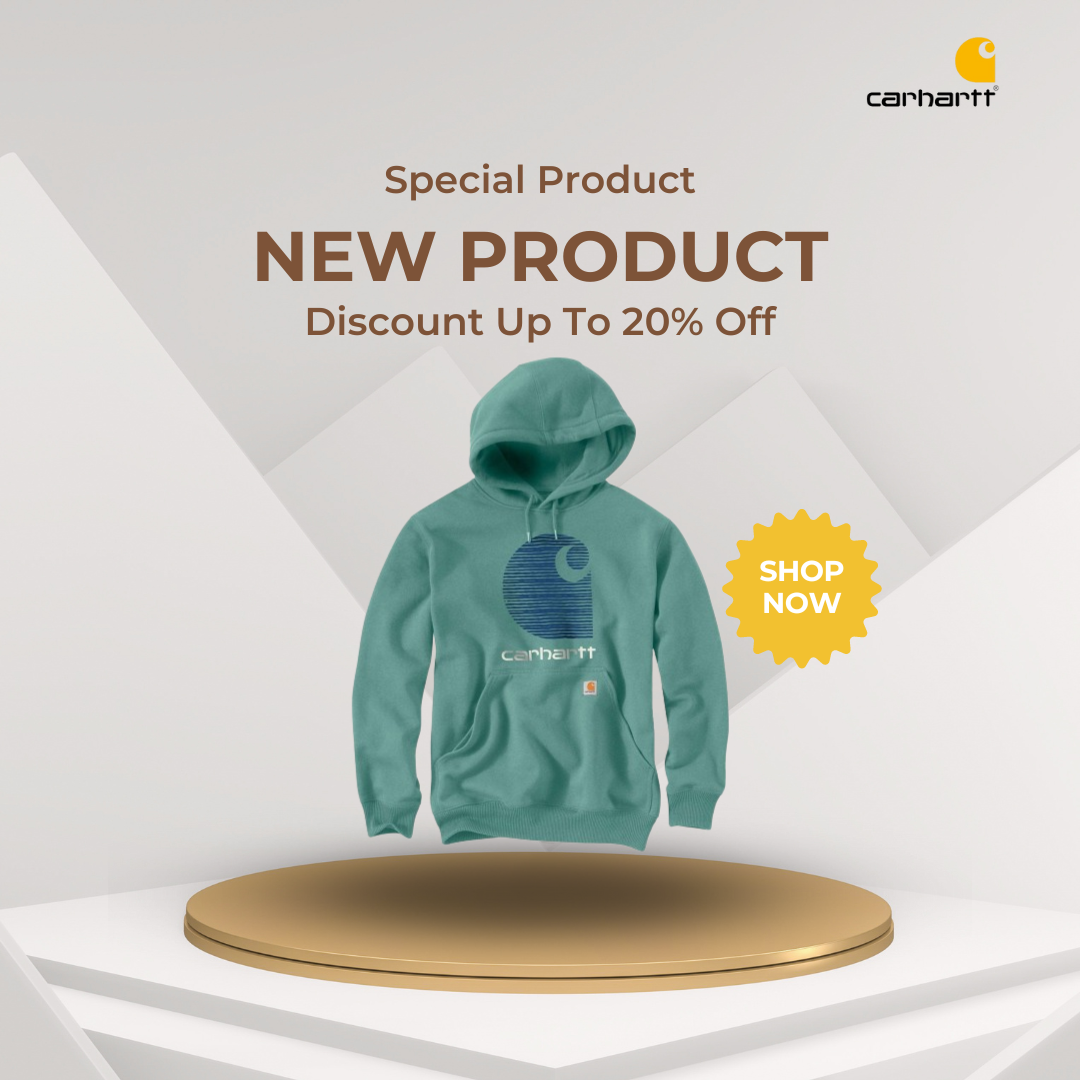 carhartt®
Special Product
NEW PRODUCT
Discount Up To 20% Off
SHOP
NOW
carhartt